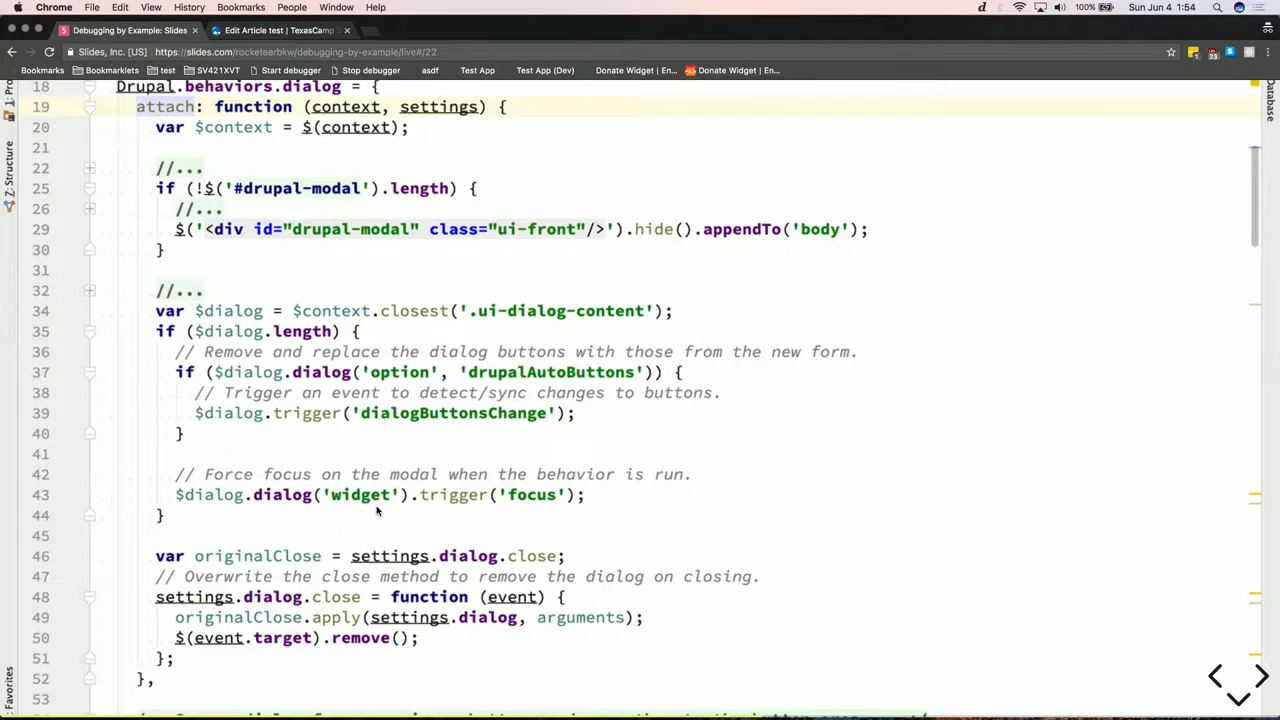 Chrome File Edit View History Bookmarks People Window Help d 100% Sun Jun 4 1:54
Debugging by Example: Slides × Edit Article test | TexasCamp ×
Slides, Inc. [US] https://slides.com/rocketeerbkw/debugging-by-example/live#/22
Bookmarks Bookmarklets test SV421XVT Start debugger Stop debugger asdf Test App Test App (Dev) Donate Widget | En... Donate Widget | En...
18 Drupal.behaviors.dialog = {
19 attach: function (context, settings) {
20 var $context = $(context);
21
22 //...
25 if (!$('#drupal-modal').length) {
26 //...
29 $('<div id="drupal-modal" class="ui-front"/>').hide().appendTo('body');
30 }
31
32 //...
34 var $dialog = $context.closest('.ui-dialog-content');
35 if ($dialog.length) {
36 // Remove and replace the dialog buttons with those from the new form.
37 if ($dialog.dialog('option', 'drupalAutoButtons')) {
38 // Trigger an event to detect/sync changes to buttons.
39 $dialog.trigger('dialogButtonsChange');
40 }
41
42 // Force focus on the modal when the behavior is run.
43 $dialog.dialog('widget').trigger('focus');
44 }
45
46 var originalClose = settings.dialog.close;
47 // Overwrite the close method to remove the dialog on closing.
48 settings.dialog.close = function (event) {
49 originalClose.apply(settings.dialog, arguments);
50 $(event.target).remove();
51 };
52 },
53
Z: Structure
Favorites
Database